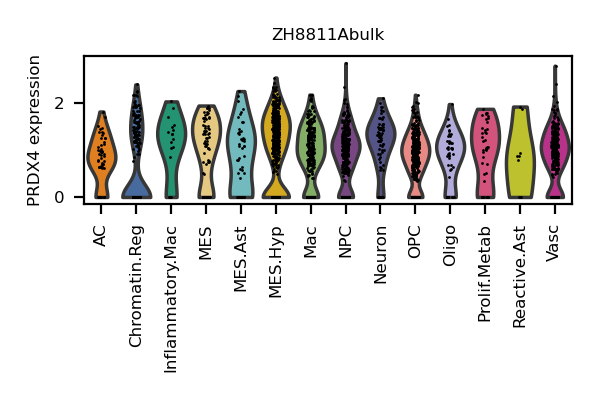 ZH8811Abulk
PRDX4 expression
2
0
AC
Chromatin.Reg
Inflammatory.Mac
MES
MES.Ast
MES.Hyp
Mac
NPC
Neuron
OPC
Oligo
Prolif.Metab
Reactive.Ast
Vasc